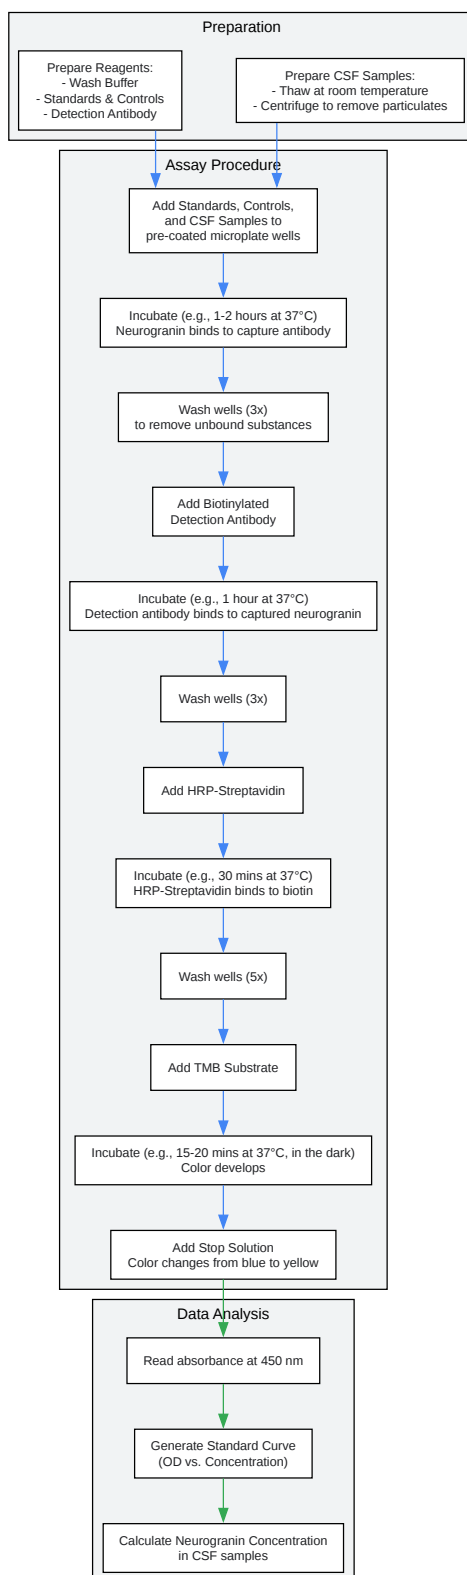 Preparation
Prepare Reagents:
- Wash Buffer
- Standards & Controls
- Detection Antibody
Prepare CSF Samples:
- Thaw at room temperature
- Centrifuge to remove particulates
Assay Procedure
Add Standards, Controls,
and CSF Samples to
pre-coated microplate wells
Incubate (e.g., 1-2 hours at 37°C)
Neurogranin binds to capture antibody
Wash wells (3x)
to remove unbound substances
Add Biotinylated
Detection Antibody
Incubate (e.g., 1 hour at 37°C)
Detection antibody binds to captured neurogranin
Wash wells (3x)
Add HRP-Streptavidin
Incubate (e.g., 30 mins at 37°C)
HRP-Streptavidin binds to biotin
Wash wells (5x)
Add TMB Substrate
Incubate (e.g., 15-20 mins at 37°C, in the dark)
Color develops
Add Stop Solution
Color changes from blue to yellow
Data Analysis
Read absorbance at 450 nm
Generate Standard Curve
(OD vs. Concentration)
Calculate Neurogranin Concentration
in CSF samples